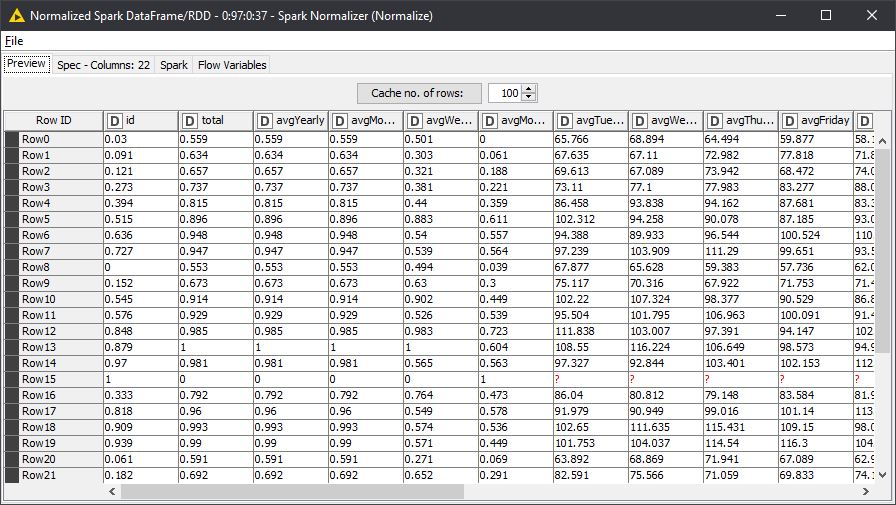 Normalized Spark DataFrame/RDD - 0:97:0:37 - Spark Normalizer (Normalize)
File
Preview Spec - Columns: 22 Spark Flow Variables
Cache no. of rows: 100
Row ID D id D total D avgYearly D avgMo... D avgWe... D avgMo... D avgTue... D avgWe... D avgThu... D avgFriday D
Row0 0.03 0.559 0.559 0.559 0.501 0 65.766 68.894 64.494 59.877
Row1 0.091 0.634 0.634 0.634 0.303 0.061 67.635 67.11 72.982 77.818 71.8
Row2 0.121 0.657 0.657 0.657 0.321 0.188 69.613 67.089 73.942 68.472 74.0
Row3 0.273 0.737 0.737 0.737 0.381 0.221 73.11 77.1 77.983 83.277 88.0
Row4 0.394 0.815 0.815 0.815 0.44 0.359 86.458 93.838 94.162 87.681 83.3
Row5 0.515 0.896 0.896 0.896 0.883 0.611 102.312 94.258 90.078 87.185 93.0
Row6 0.636 0.948 0.948 0.948 0.54 0.557 94.388 89.933 96.544 100.524 110.
Row7 0.727 0.947 0.947 0.947 0.539 0.564 97.239 103.909 111.29 99.651 93.5
Row8 0 0.553 0.553 0.553 0.494 0.039 67.877 65.628 59.383 57.736 62.0
Row9 0.152 0.673 0.673 0.673 0.63 0.3 75.117 70.316 67.922 71.753 71.4
Row10 0.545 0.914 0.914 0.914 0.902 0.449 102.22 107.324 98.377 90.529 86.8
Row11 0.576 0.929 0.929 0.929 0.526 0.539 95.504 101.795 106.963 100.091 91.4
Row12 0.848 0.985 0.985 0.985 0.983 0.723 111.838 103.007 97.391 94.147 102.
Row13 0.879 1 1 1 1 0.604 108.55 116.224 106.649 98.573 94.9
Row14 0.97 0.981 0.981 0.981 0.565 0.563 97.327 92.844 103.401 102.153 112.
Row15 1 0 0 0 0 1 ? ? ? ? ?
Row16 0.333 0.792 0.792 0.792 0.764 0.473 86.04 80.812 79.148 83.584 81.9
Row17 0.818 0.96 0.96 0.96 0.549 0.578 91.979 90.949 99.016 101.14 113.
Row18 0.909 0.993 0.993 0.993 0.574 0.536 102.65 111.635 115.431 109.15 98.0
Row19 0.939 0.99 0.99 0.99 0.571 0.449 101.753 104.037 114.54 116.3 104.
Row20 0.061 0.591 0.591 0.591 0.271 0.069 63.892 68.869 71.941 67.089 62.9
Row21 0.182 0.692 0.692 0.692 0.652 0.291 82.591 75.566 71.059 69.833